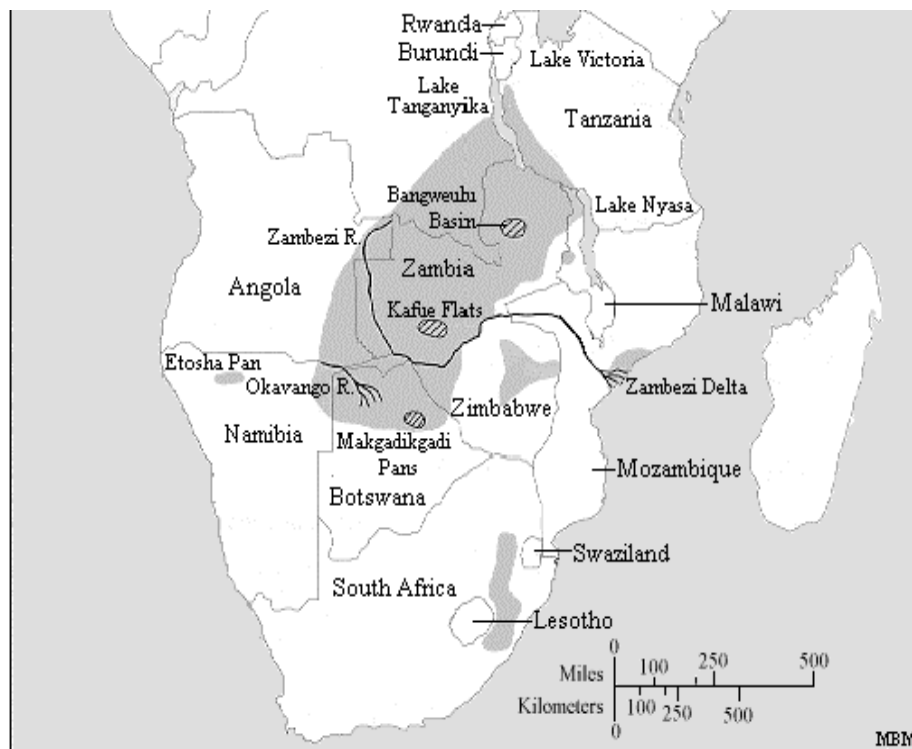 Rwanda
Burundi
Lake Victoria
Lake
Tanganyika
Tanzania
Bangweulu
Basin
Lake Nyasa
Zambezi R.
Zambia
Angola
Malawi
Kafue Flats
Etosha Pan
Okavango R.
Zambezi Delta
Zimbabwe
Namibia
Makgadikgadi
Pans
Mozambique
Botswana
Swaziland
South Africa
Lesotho
0
Miles 100 250 500
Kilometers 100 250 500
0
MBM